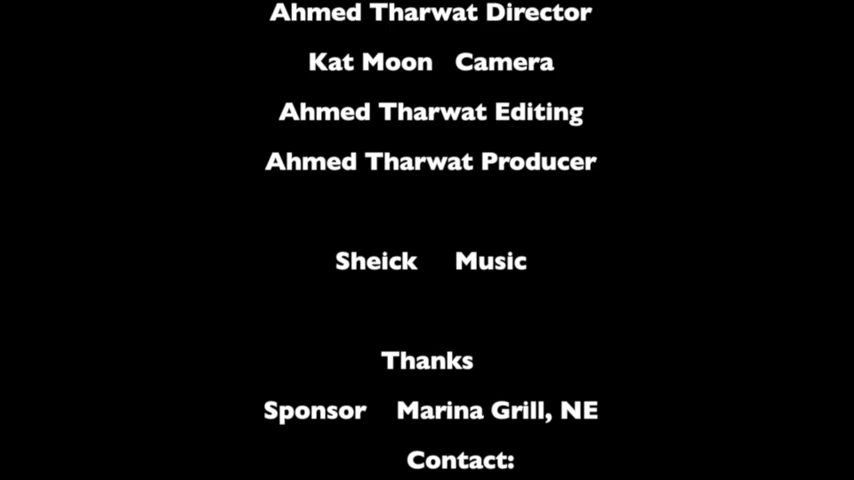 Ahmed Tharwat Director
Kat Moon Camera
Ahmed Tharwat Editing
Ahmed Tharwat Producer
Sheick Music
Thanks
Sponsor Marina Grill, NE
Contact: